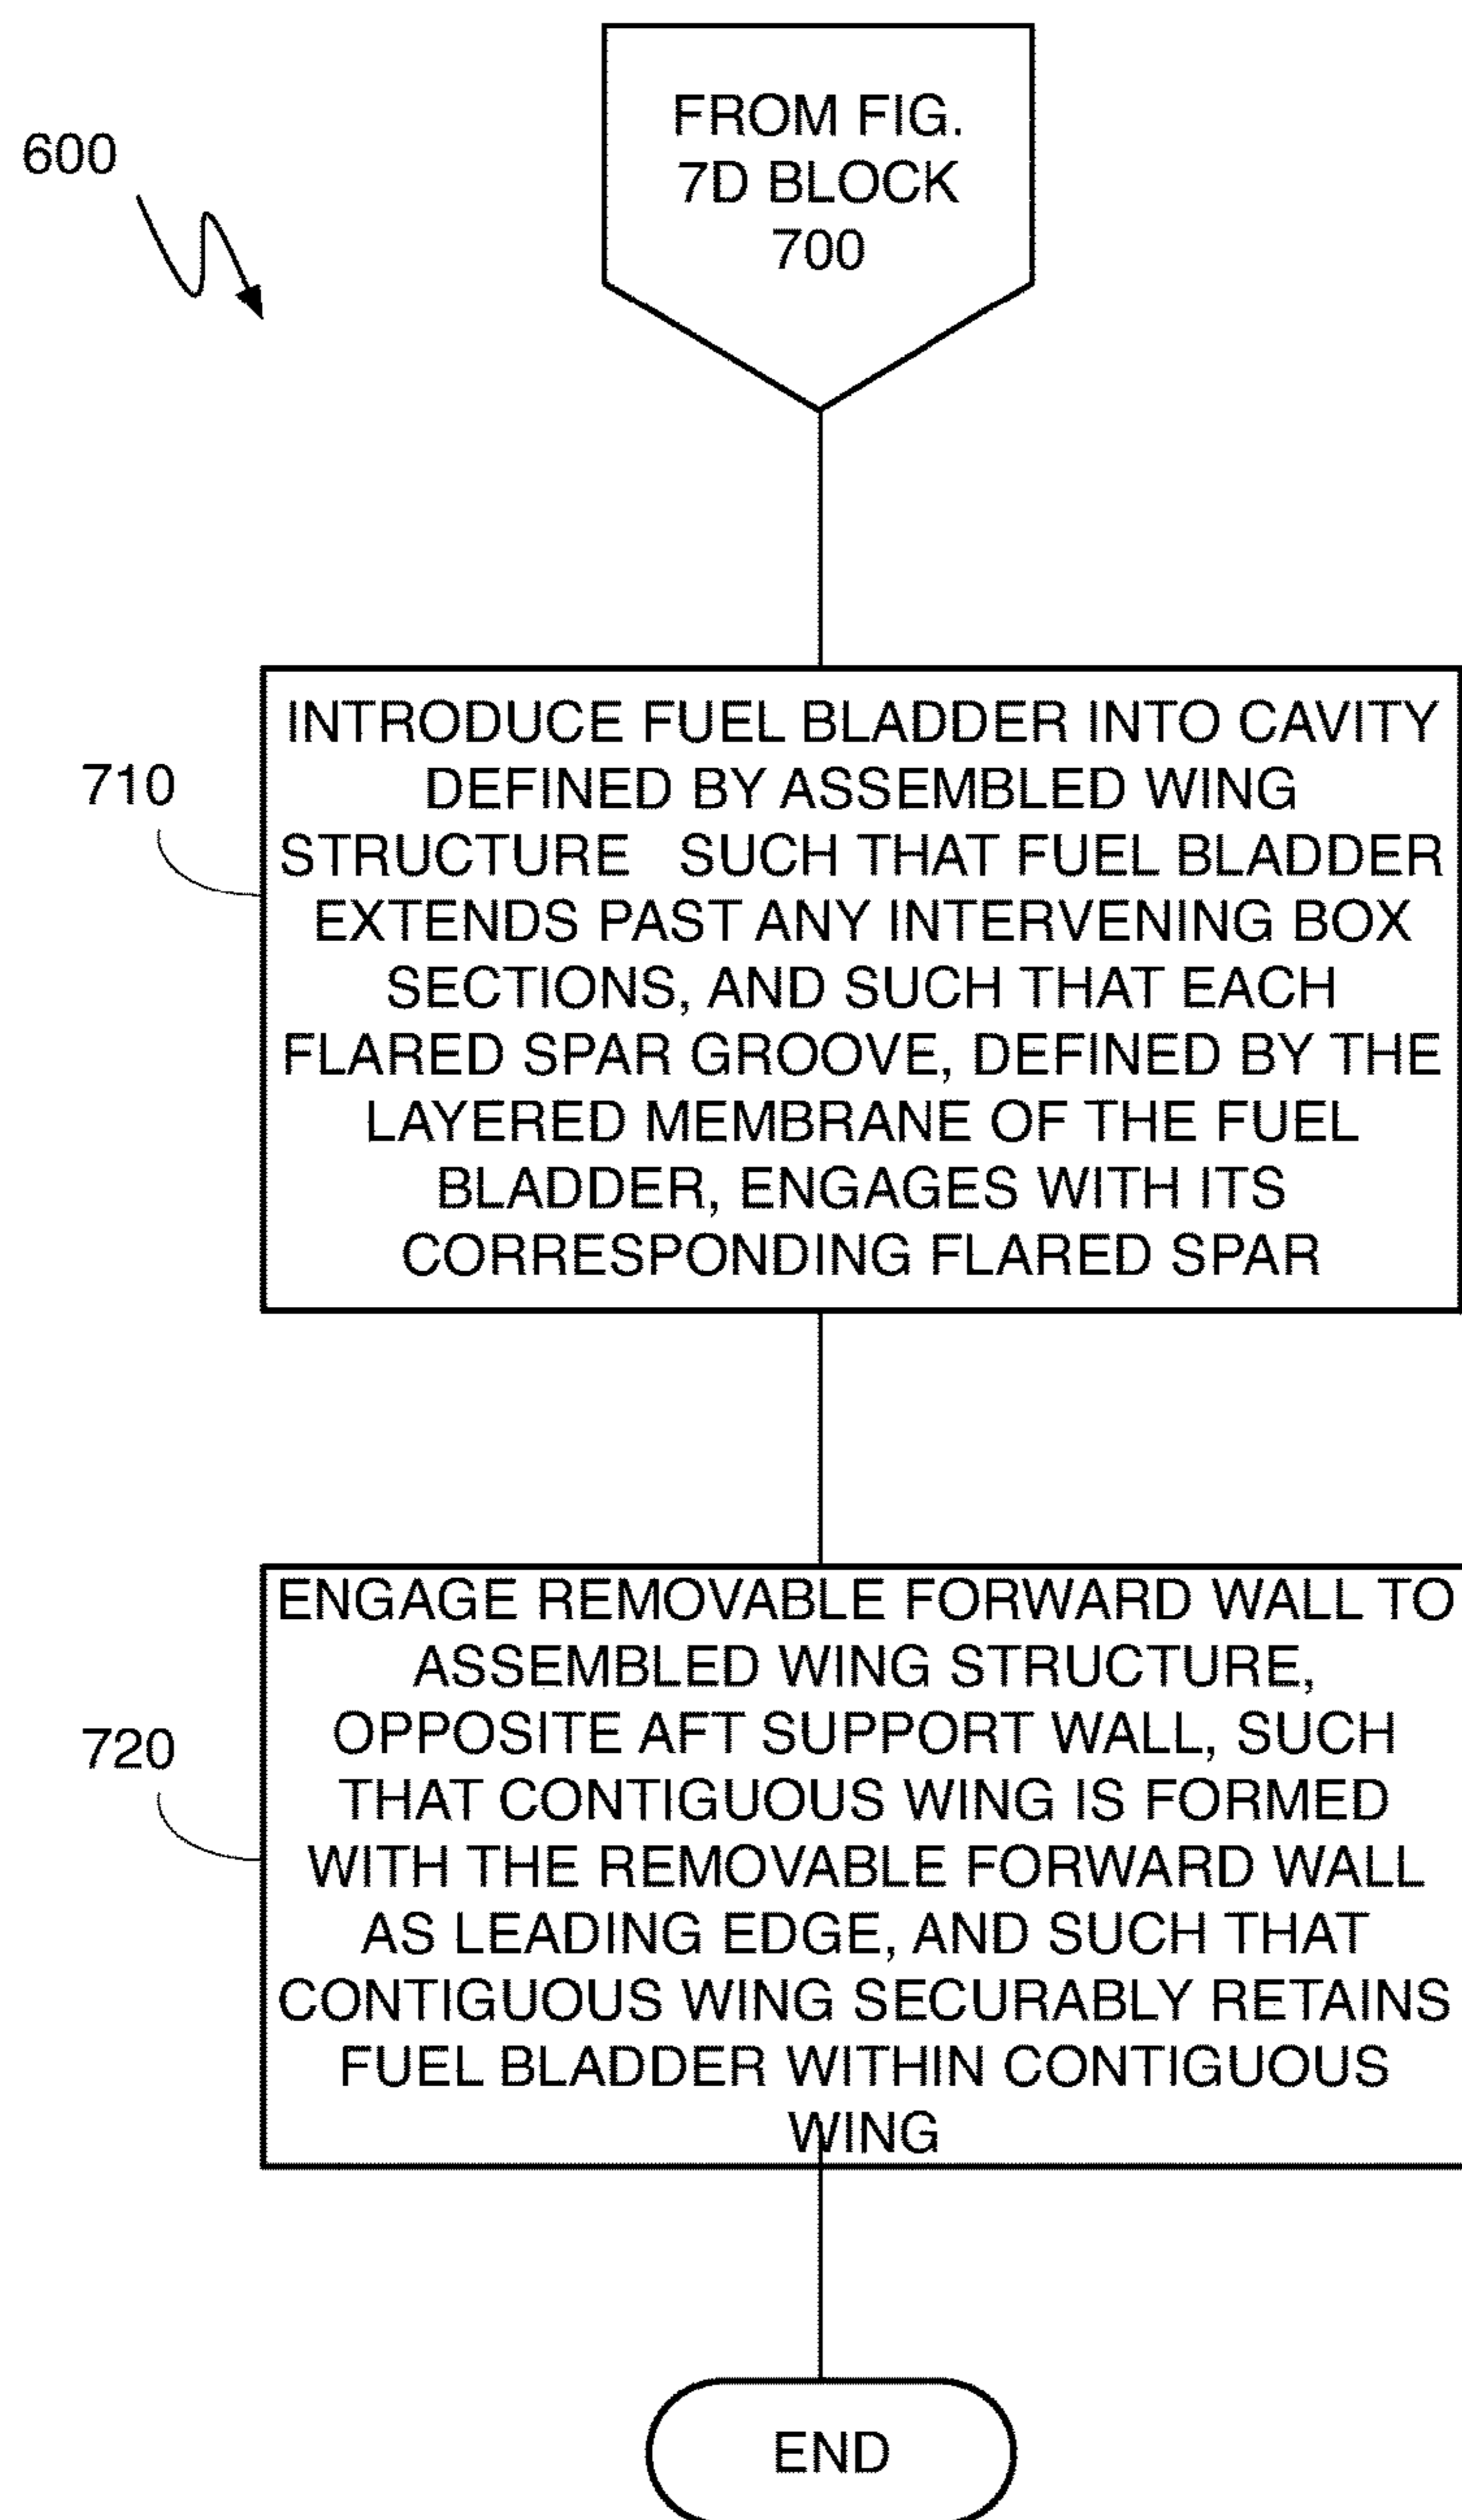 FROM FIG.
7D BLOCK
700
600
INTRODUCE FUEL BLADDER INTO CAVITY
DEFINED BY ASSEMBLED WING
STRUCTURE SUCH THAT FUEL BLADDER
EXTENDS PAST ANY INTERVENING BOX
SECTIONS, AND SUCH THAT EACH
FLARED SPAR GROOVE, DEFINED BY THE
LAYERED MEMBRANE OF THE FUEL
BLADDER, ENGAGES WITH ITS
CORRESPONDING FLARED SPAR
710
ENGAGE REMOVABLE FORWARD WALL TO
ASSEMBLED WING STRUCTURE,
OPPOSITE AFT SUPPORT WALL, SUCH
THAT CONTIGUOUS WING IS FORMED
WITH THE REMOVABLE FORWARD WALL
AS LEADING EDGE, AND SUCH THAT
CONTIGUOUS WING SECURABLY RETAINS
FUEL BLADDER WITHIN CONTIGUOUS
WING
720
END